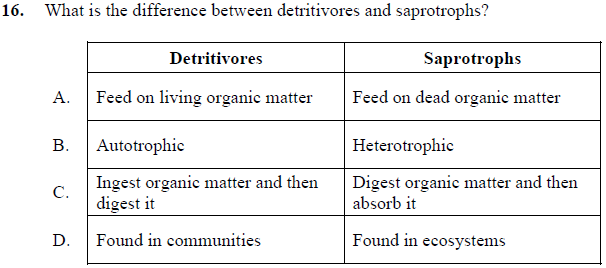 16. What is the difference between detritivores and saprotrophs?
Detritivores Saprotrophs
A. Feed on living organic matter Feed on dead organic matter
B. Autotrophic Heterotrophic
C. Ingest organic matter and then digest it Digest organic matter and then absorb it
D. Found in communities Found in ecosystems